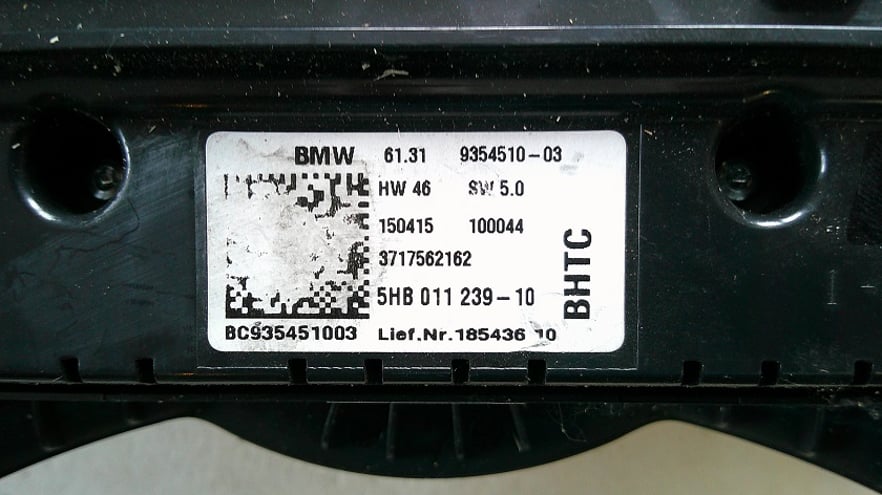 BMW 61.31 9354510-03
HW 46 SW 5.0
150415 100044
3717562162
5HB 011 239-10
BC935451003 Lief.Nr.185436 10
BHTC